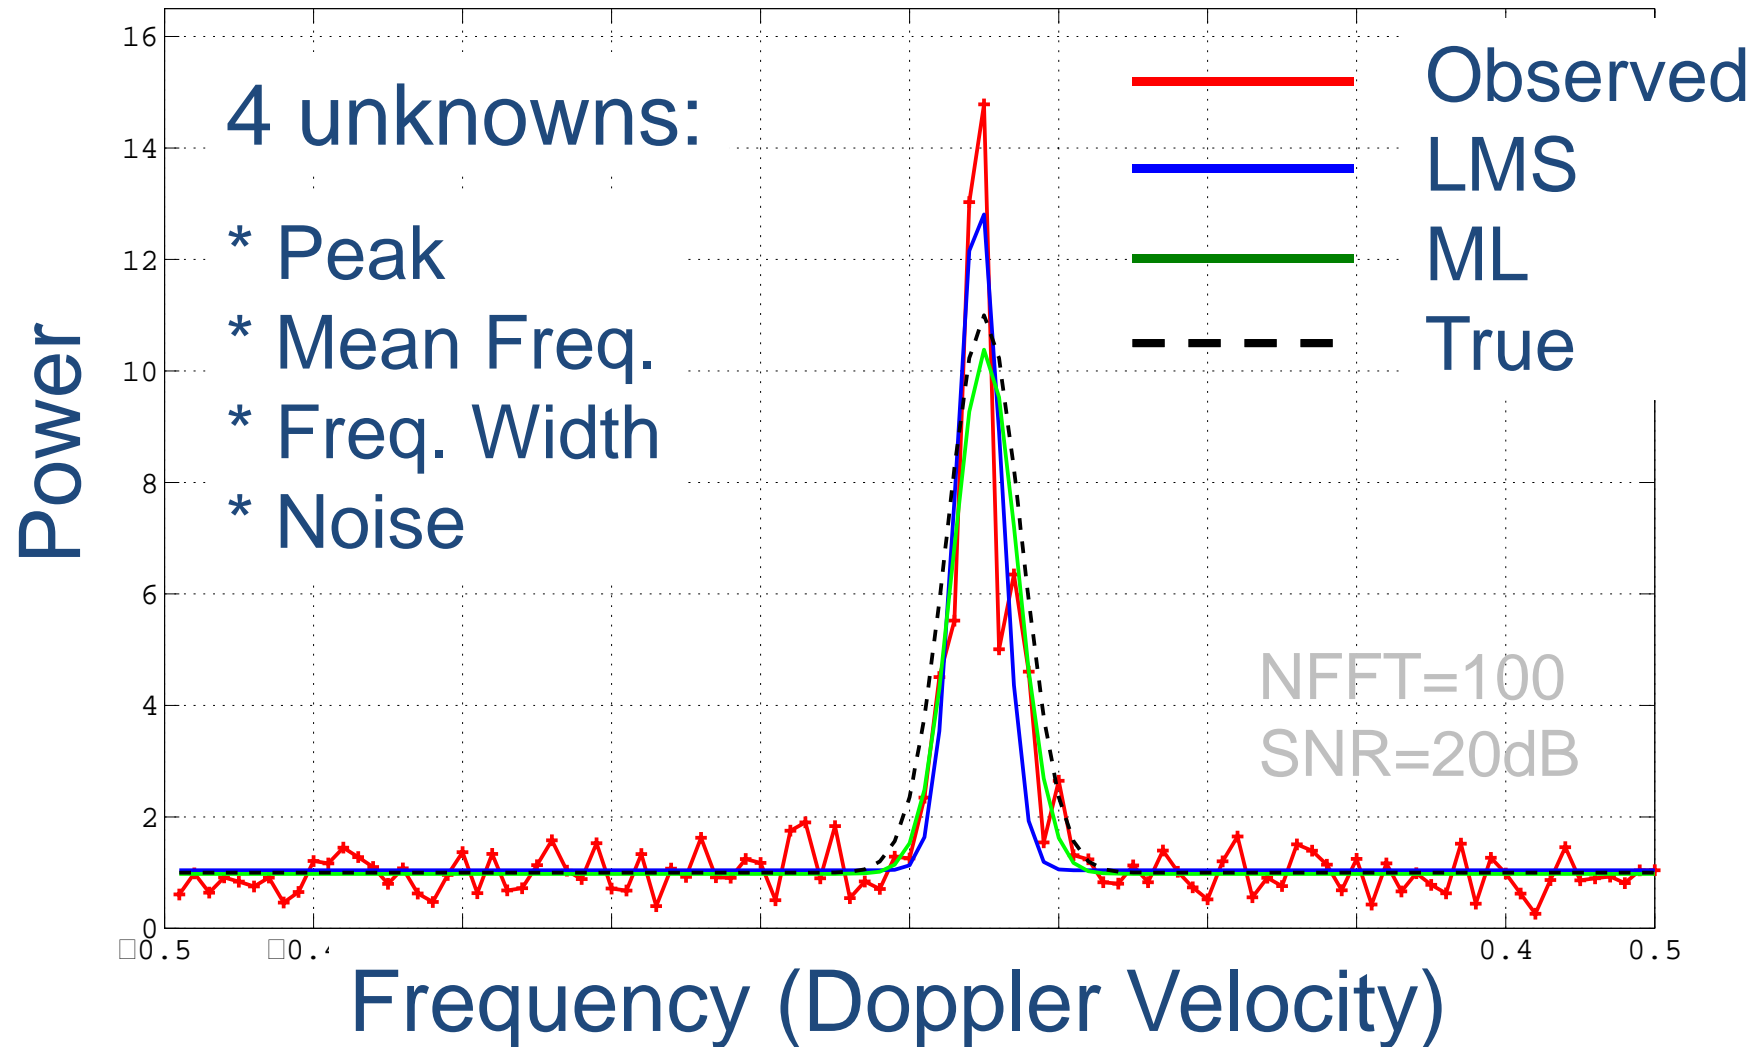 16
14
12
10
8
6
4
2
0
Power
4 unknowns:
* Peak
* Mean Freq.
* Freq. Width
* Noise
Observed
LMS
ML
True
NFFT=100
SNR=20dB
0.5
0.4
0.5
Frequency (Doppler Velocity)